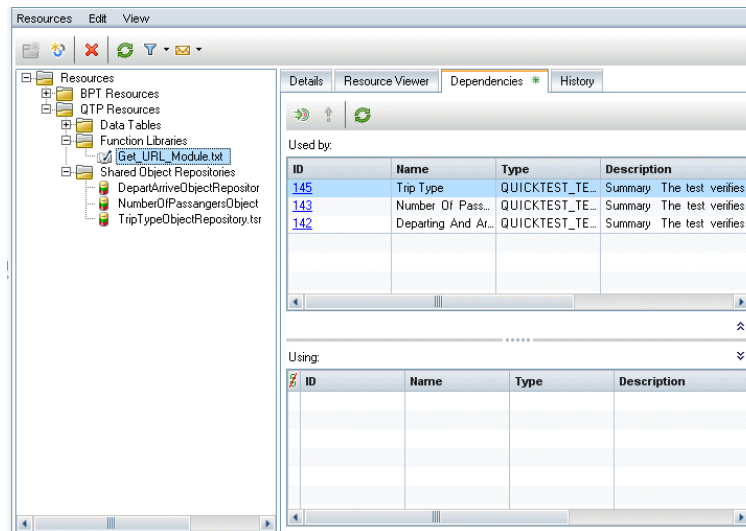 Resources Edit View
Resources
BPT Resources
QTP Resources
Data Tables
Function Libraries
Get_URL_Module.txt
Shared Object Repositories
DepartArriveObjectRepositor
NumberOfPassangersObject
TripTypeObjectRepository.tsr
Details Resource Viewer Dependencies * History
Used by:
ID Name Type Description
145 Trip Type QUICKTEST_TE... Summary The test verifies
143 Number Of Pass... QUICKTEST_TE... Summary The test verifies
142 Departing And Ar... QUICKTEST_TE... Summary The test verifies
Using:
ID Name Type Description